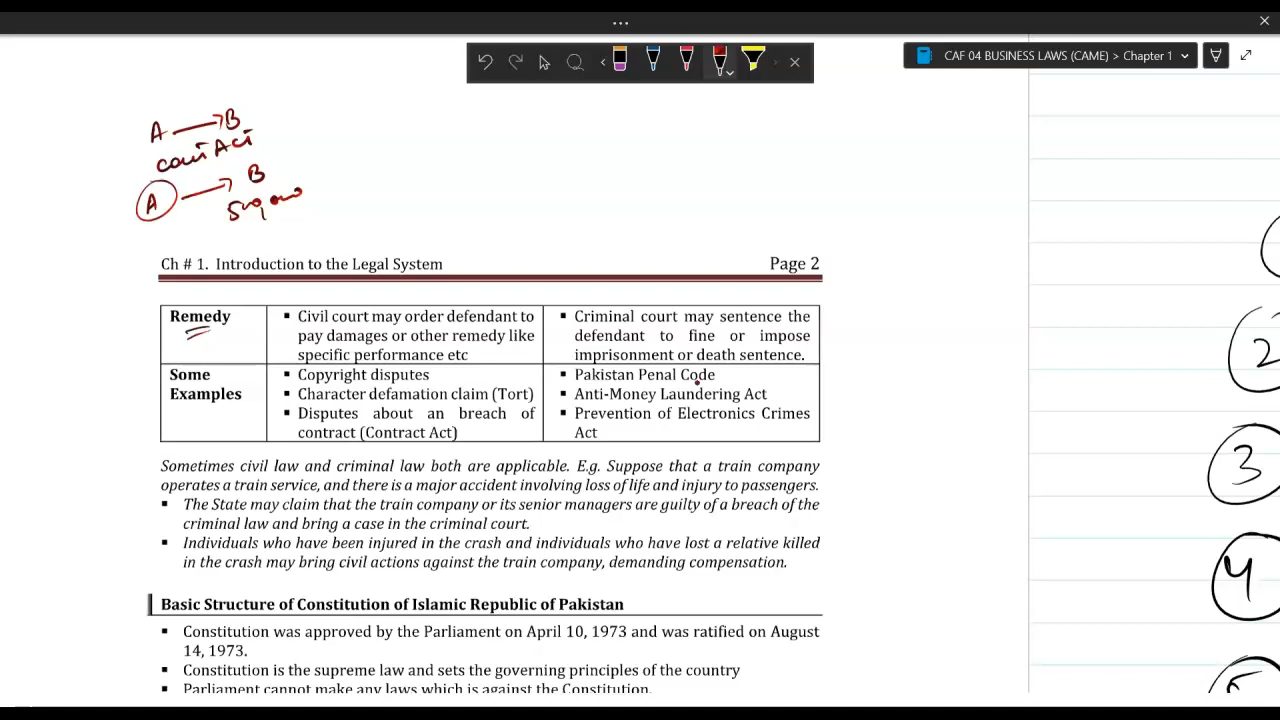 CAF 04 BUSINESS LAWS (CAME) > Chapter 1
A → B
A → B
Ch # 1. Introduction to the Legal System Page 2
Remedy
▪ Civil court may order defendant to
pay damages or other remedy like
specific performance etc
▪ Criminal court may sentence the
defendant to fine or impose
imprisonment or death sentence.
Some
Examples
▪ Copyright disputes
▪ Character defamation claim (Tort)
▪ Disputes about an breach of
contract (Contract Act)
▪ Pakistan Penal Code
▪ Anti-Money Laundering Act
▪ Prevention of Electronics Crimes
Act
Sometimes civil law and criminal law both are applicable. E.g. Suppose that a train company
operates a train service, and there is a major accident involving loss of life and injury to passengers.
▪ The State may claim that the train company or its senior managers are guilty of a breach of the
criminal law and bring a case in the criminal court.
▪ Individuals who have been injured in the crash and individuals who have lost a relative killed
in the crash may bring civil actions against the train company, demanding compensation.
Basic Structure of Constitution of Islamic Republic of Pakistan
▪ Constitution was approved by the Parliament on April 10, 1973 and was ratified on August
14, 1973.
▪ Constitution is the supreme law and sets the governing principles of the country
▪ Parliament cannot make any laws which is against the Constitution.
2
3
4